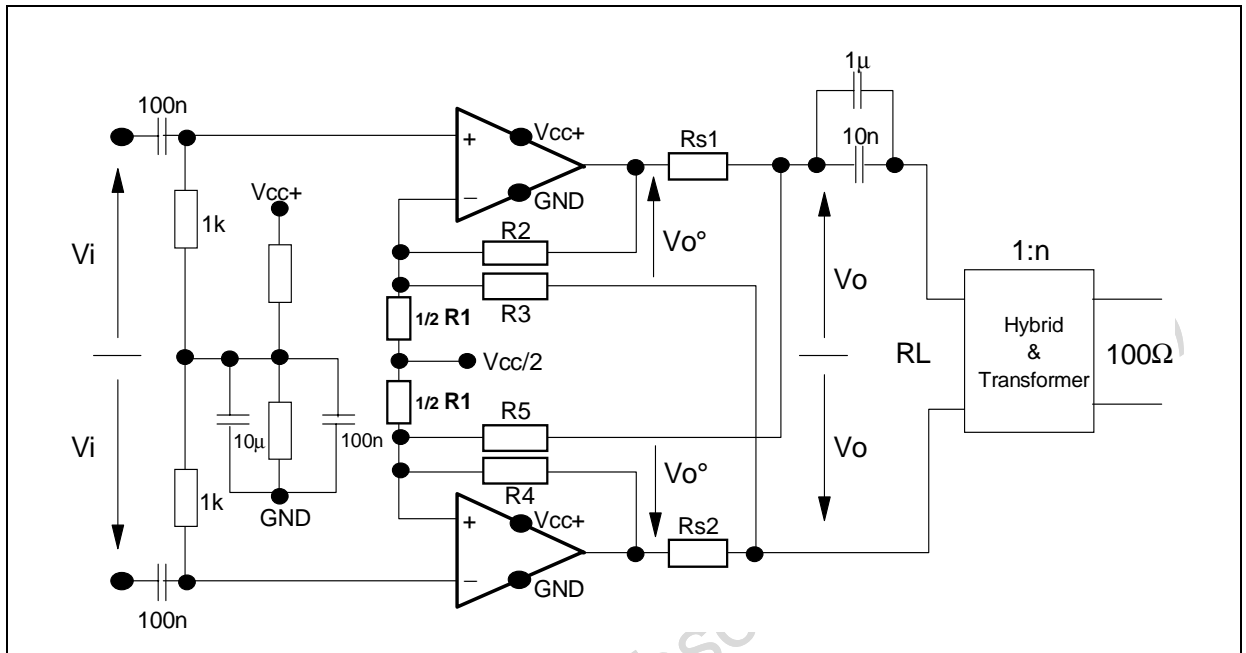 1µ
100n
Vcc+
Rs1
10n
+
GND
−
Vcc+
1k
R2
Vo°
1:n
Vi
Vo
R3
1/2 R1
Hybrid
&
Transformer
Vcc/2
RL
100Ω
1/2 R1
R5
Vi
10µ
100n
Vo°
Vo
R4
1k
GND
+
Vcc+
Rs2
−
GND
100n